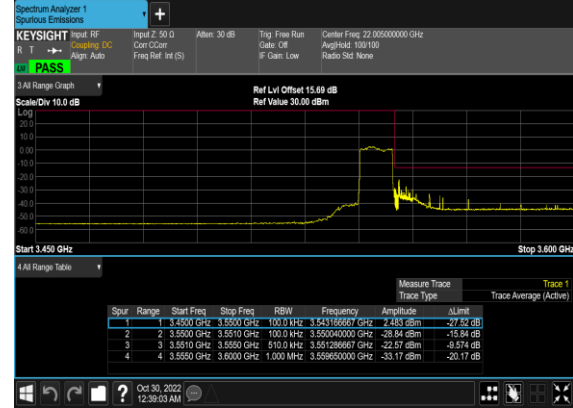 Spectrum Analyzer 1
Spurious Emissions
+
KEYSIGHT Input: RF Input Z: 50 Ω Atten: 30 dB Trig: Free Run Center Freq: 22.005000000 GHz
R T Coupling: DC Corr CCorr Gate: Off Avg|Hold: 100/100
Align: Auto Freq Ref: Int (S) IF Gain: Low Radio Std: None
LXI PASS
3 All Range Graph
Ref Lvl Offset 15.69 dB
Scale/Div 10.0 dB Ref Value 30.00 dBm
Log
20.0
10.0
0.00
-10.0
-20.0
-30.0
-40.0
-50.0
-60.0
Start 3.450 GHz Stop 3.600 GHz
4 All Range Table
Measure Trace Trace 1
Trace Type Trace Average (Active)
Spur Range Start Freq Stop Freq RBW Frequency Amplitude ΔLimit
1 1 3.4500 GHz 3.5500 GHz 100.0 kHz 3.543166667 GHz 2.483 dBm -27.52 dB
2 2 3.5500 GHz 3.5510 GHz 100.0 kHz 3.550040000 GHz -28.84 dBm -15.84 dB
3 3 3.5510 GHz 3.5550 GHz 510.0 kHz 3.551286667 GHz -22.57 dBm -9.574 dB
4 4 3.5550 GHz 3.6000 GHz 1.000 MHz 3.559650000 GHz -33.17 dBm -20.17 dB
? Oct 30, 2022
12:39:03 AM